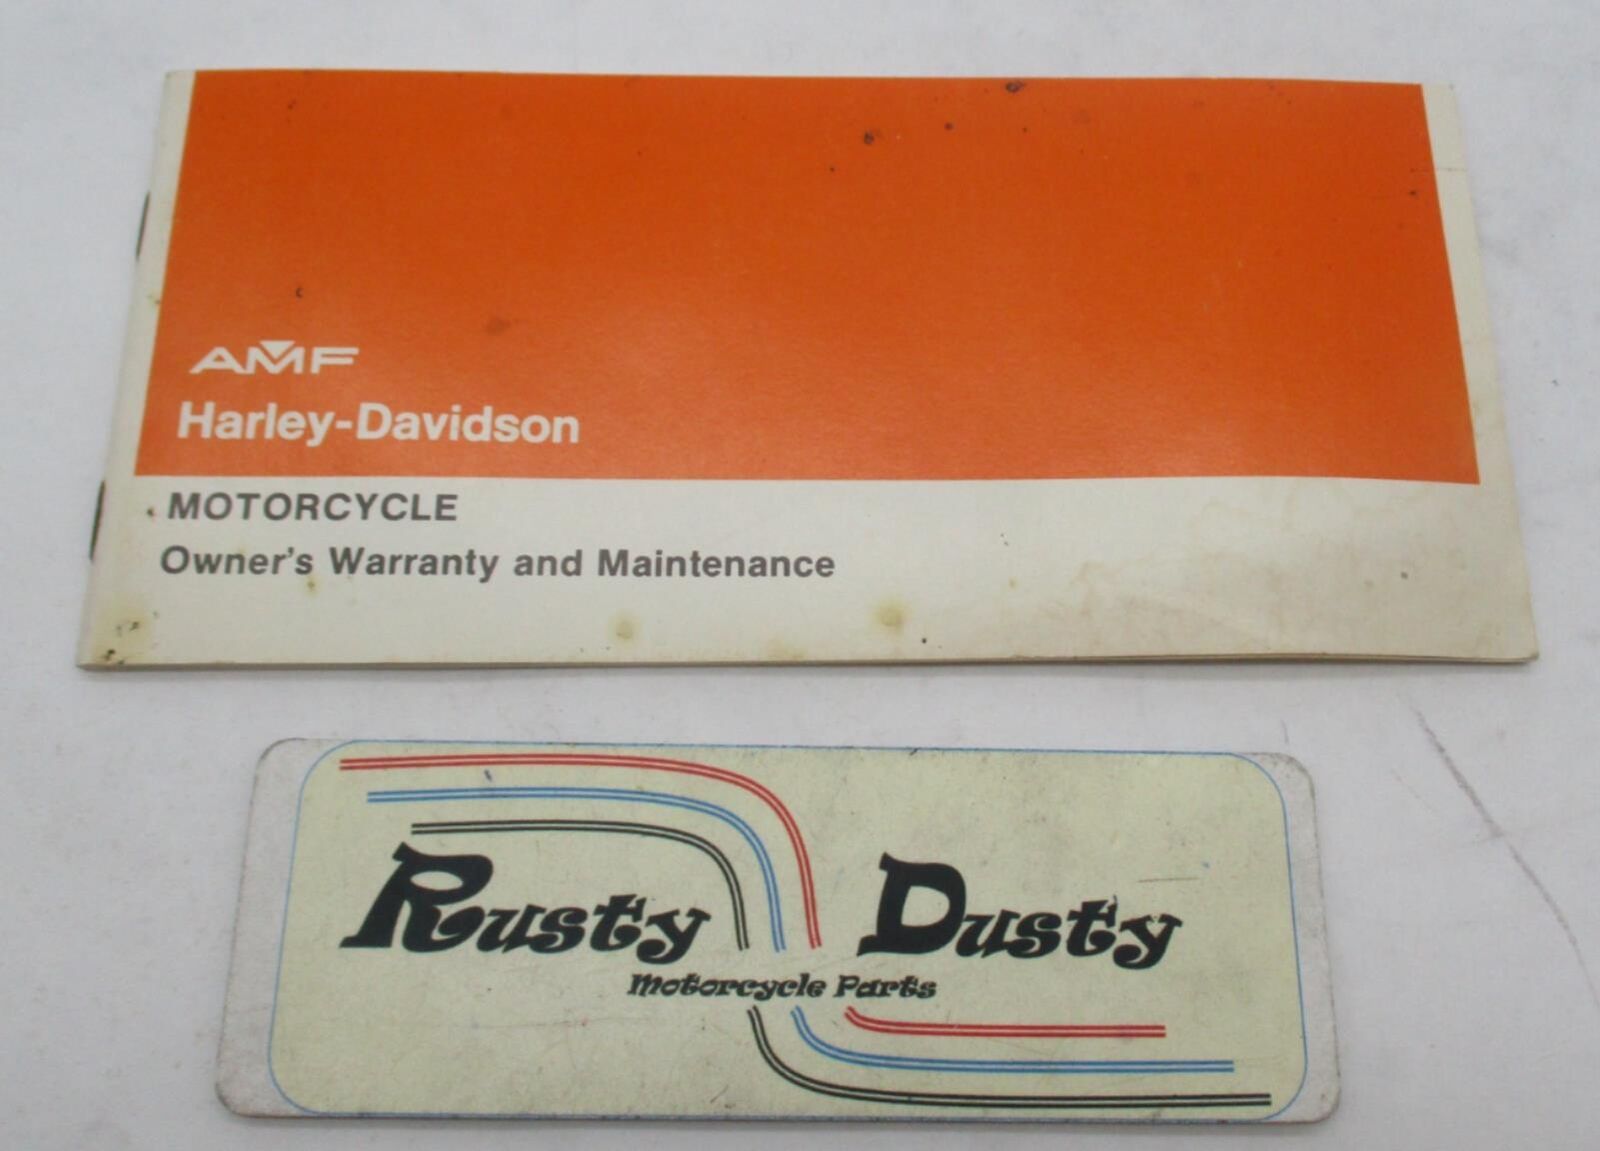 AMF
Harley-Davidson
MOTORCYCLE
Owner's Warranty and Maintenance
Rusty Dusty
Motorcycle Parts